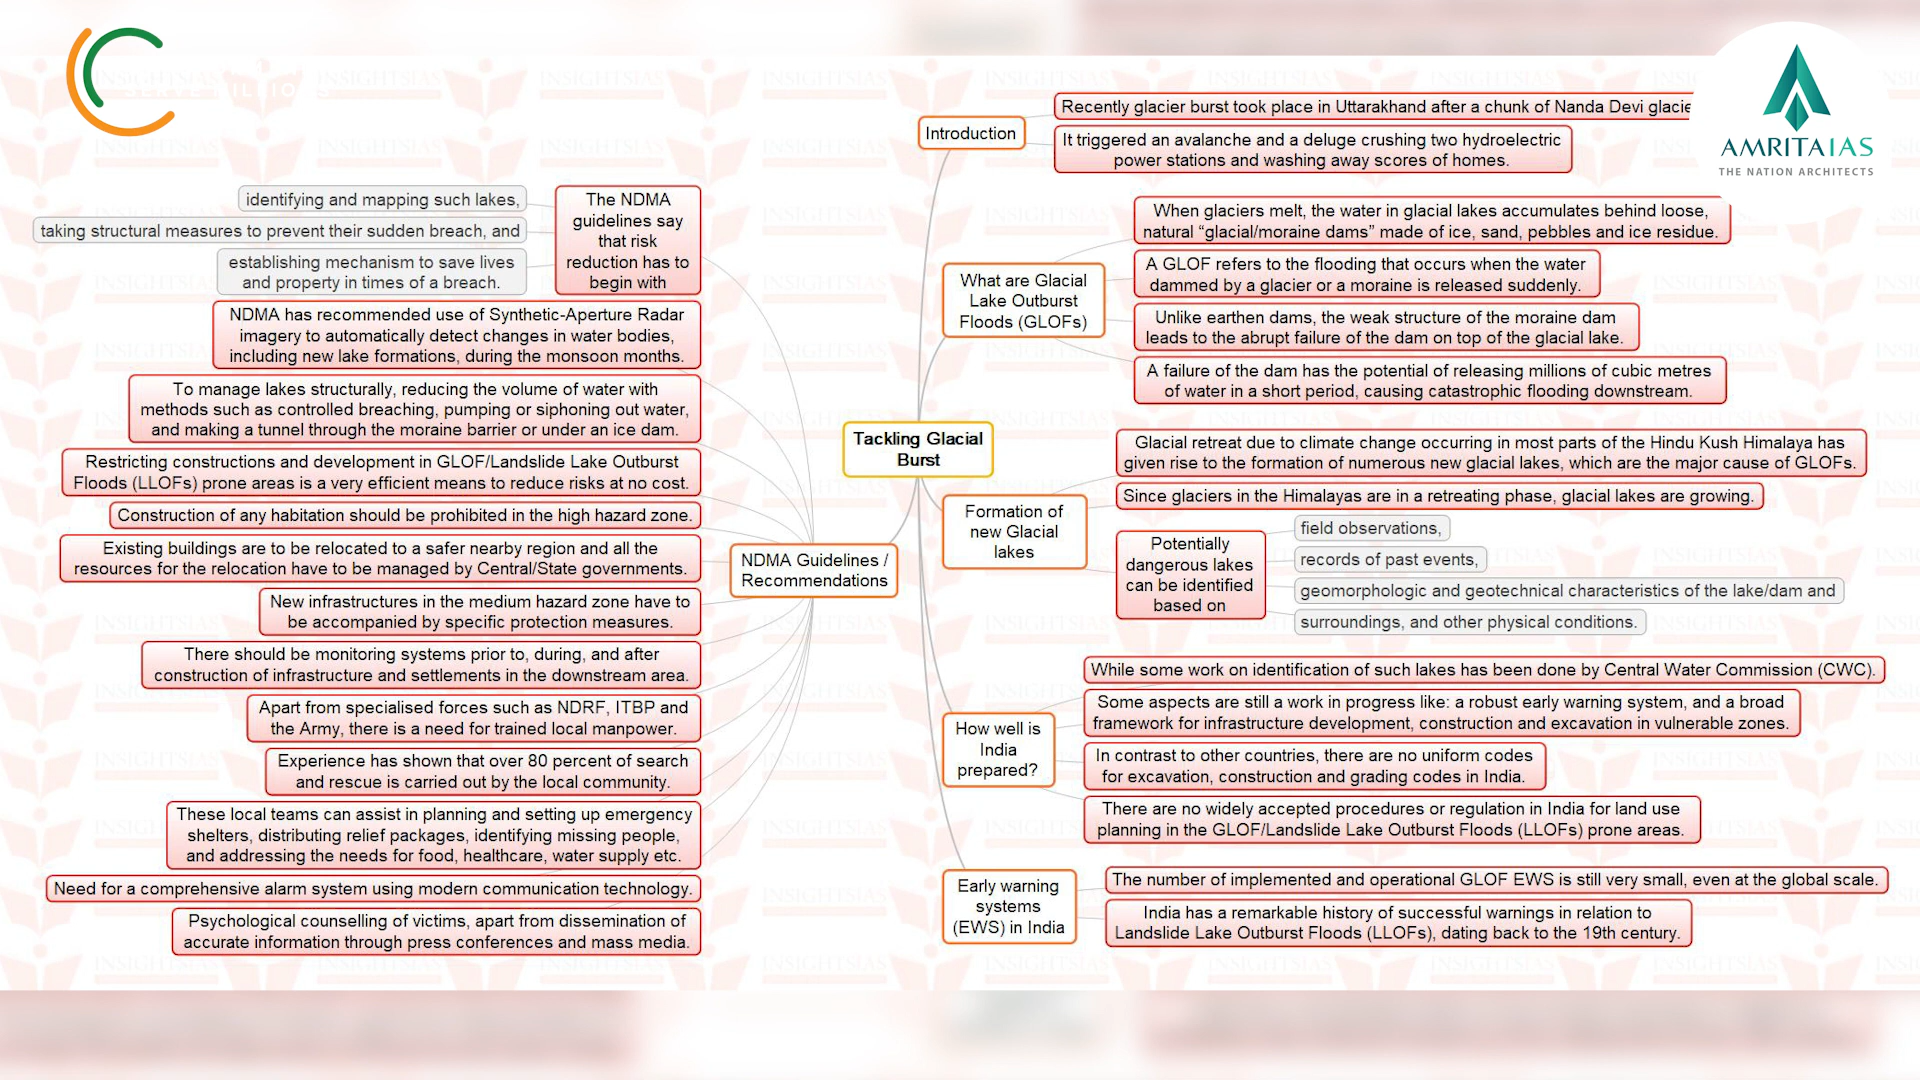 AMRITAIAS
THE NATION ARCHITECTS
Tackling Glacial
Burst
Introduction
Recently glacier burst took place in Uttarakhand after a chunk of Nanda Devi
It triggered an avalanche and a deluge crushing two hydroelectric
power stations and washing away scores of homes.
What are Glacial
Lake Outburst
Floods (GLOFs)
When glaciers melt, the water in glacial lakes accumulates behind loose,
natural “glacial/moraine dams” made of ice, sand, pebbles and ice residue.
A GLOF refers to the flooding that occurs when the water
dammed by a glacier or a moraine is released suddenly.
Unlike earthen dams, the weak structure of the moraine dam
leads to the abrupt failure of the dam on top of the glacial lake.
A failure of the dam has the potential of releasing millions of cubic metres
of water in a short period, causing catastrophic flooding downstream.
Formation of
new Glacial
lakes
Glacial retreat due to climate change occurring in most parts of the Hindu Kush Himalaya has
given rise to the formation of numerous new glacial lakes, which are the major cause of GLOFs.
Since glaciers in the Himalayas are in a retreating phase, glacial lakes are growing.
Potentially
dangerous lakes
can be identified
based on
field observations,
records of past events,
geomorphologic and geotechnical characteristics of the lake/dam and
surroundings, and other physical conditions.
How well is
India
prepared?
While some work on identification of such lakes has been done by Central Water Commission (CWC).
Some aspects are still a work in progress like: a robust early warning system, and a broad
framework for infrastructure development, construction and excavation in vulnerable zones.
In contrast to other countries, there are no uniform codes
for excavation, construction and grading codes in India.
There are no widely accepted procedures or regulation in India for land use
planning in the GLOF/Landslide Lake Outburst Floods (LLOFs) prone areas.
Early warning
systems
(EWS) in India
The number of implemented and operational GLOF EWS is still very small, even at the global scale.
India has a remarkable history of successful warnings in relation to
Landslide Lake Outburst Floods (LLOFs), dating back to the 19th century.
NDMA Guidelines /
Recommendations
The NDMA
guidelines say
that risk
reduction has to
begin with
identifying and mapping such lakes,
taking structural measures to prevent their sudden breach, and
establishing mechanism to save lives
and property in times of a breach.
NDMA has recommended use of Synthetic-Aperture Radar
imagery to automatically detect changes in water bodies,
including new lake formations, during the monsoon months.
To manage lakes structurally, reducing the volume of water with
methods such as controlled breaching, pumping or siphoning out water,
and making a tunnel through the moraine barrier or under an ice dam.
Restricting constructions and development in GLOF/Landslide Lake Outburst
Floods (LLOFs) prone areas is a very efficient means to reduce risks at no cost.
Construction of any habitation should be prohibited in the high hazard zone.
Existing buildings are to be relocated to a safer nearby region and all the
resources for the relocation have to be managed by Central/State governments.
New infrastructures in the medium hazard zone have to
be accompanied by specific protection measures.
There should be monitoring systems prior to, during, and after
construction of infrastructure and settlements in the downstream area.
Apart from specialised forces such as NDRF, ITBP and
the Army, there is a need for trained local manpower.
Experience has shown that over 80 percent of search
and rescue is carried out by the local community.
These local teams can assist in planning and setting up emergency
shelters, distributing relief packages, identifying missing people,
and addressing the needs for food, healthcare, water supply etc.
Need for a comprehensive alarm system using modern communication technology.
Psychological counselling of victims, apart from dissemination of
accurate information through press conferences and mass media.